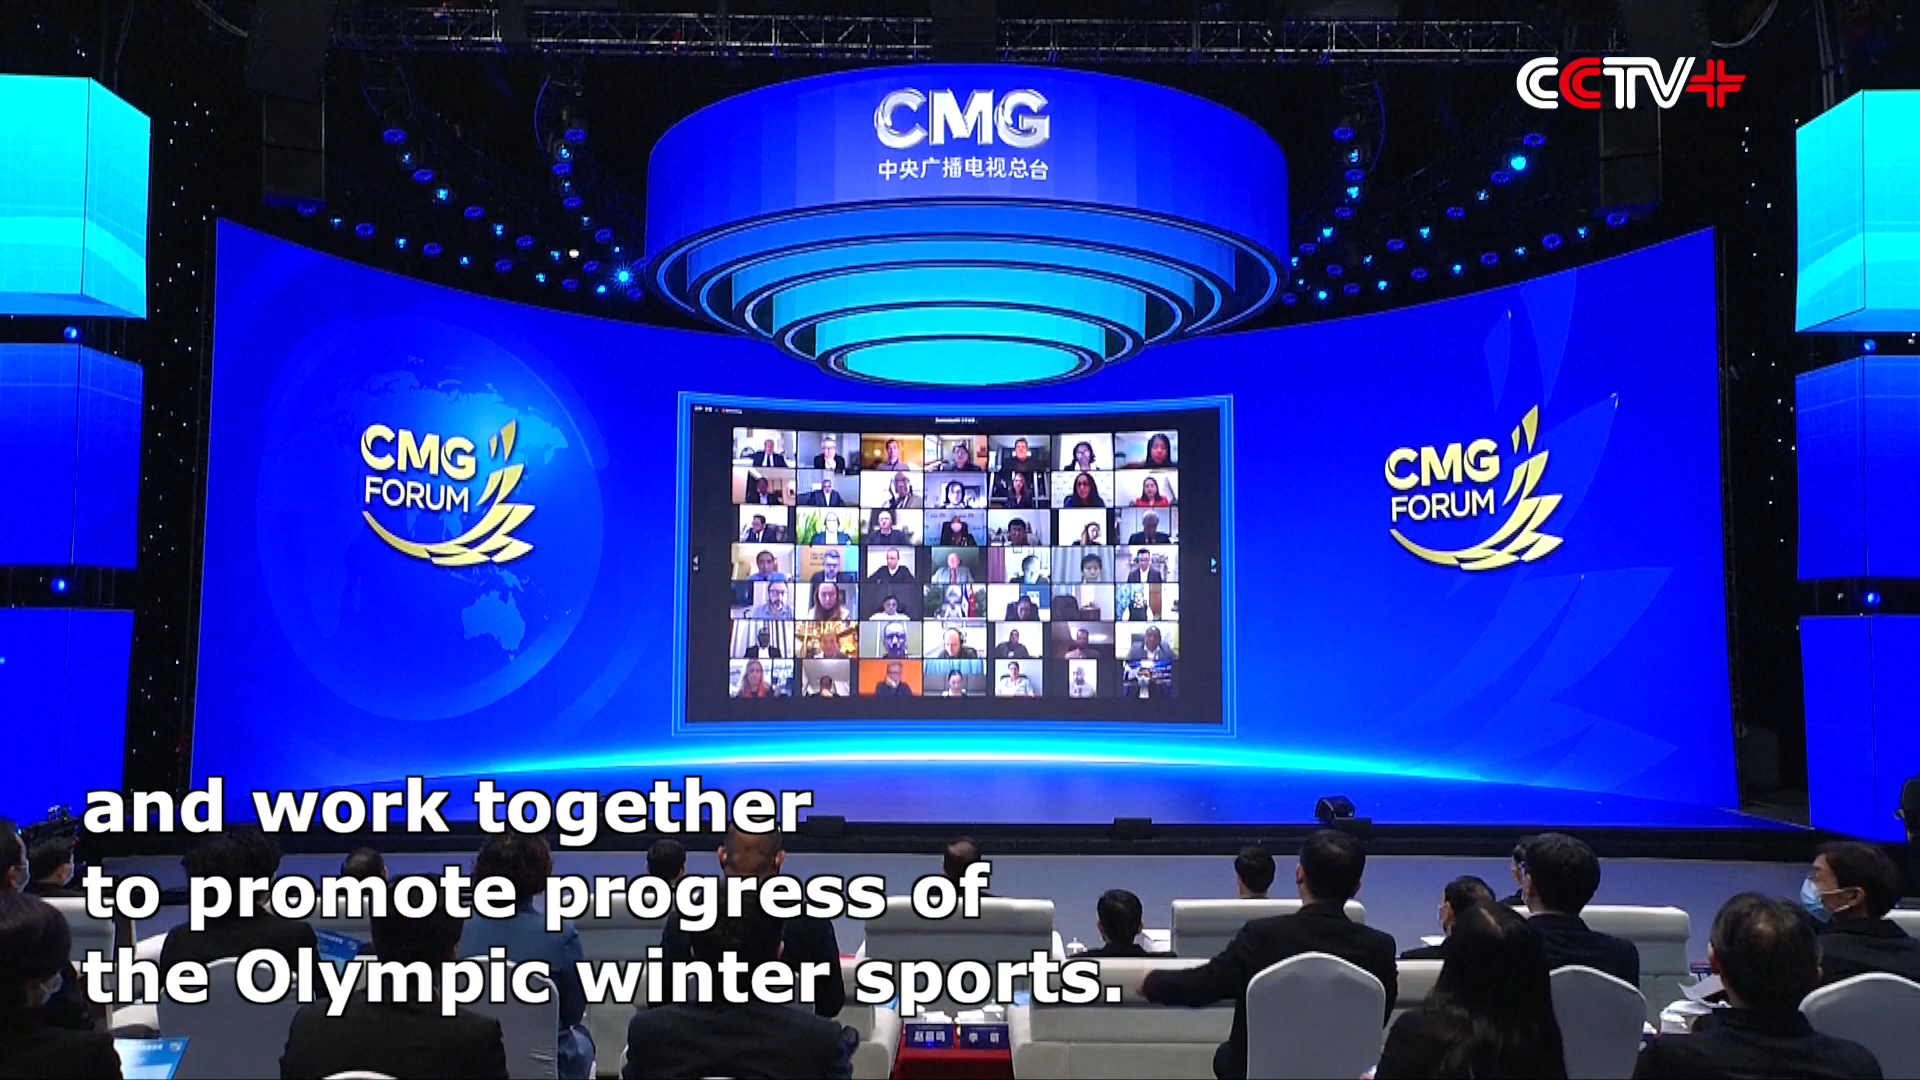 CCTV+
CMG
中央广播电视总台
CMG
FORUM
CMG
FORUM
and work together
to promote progress of
the Olympic winter sports.